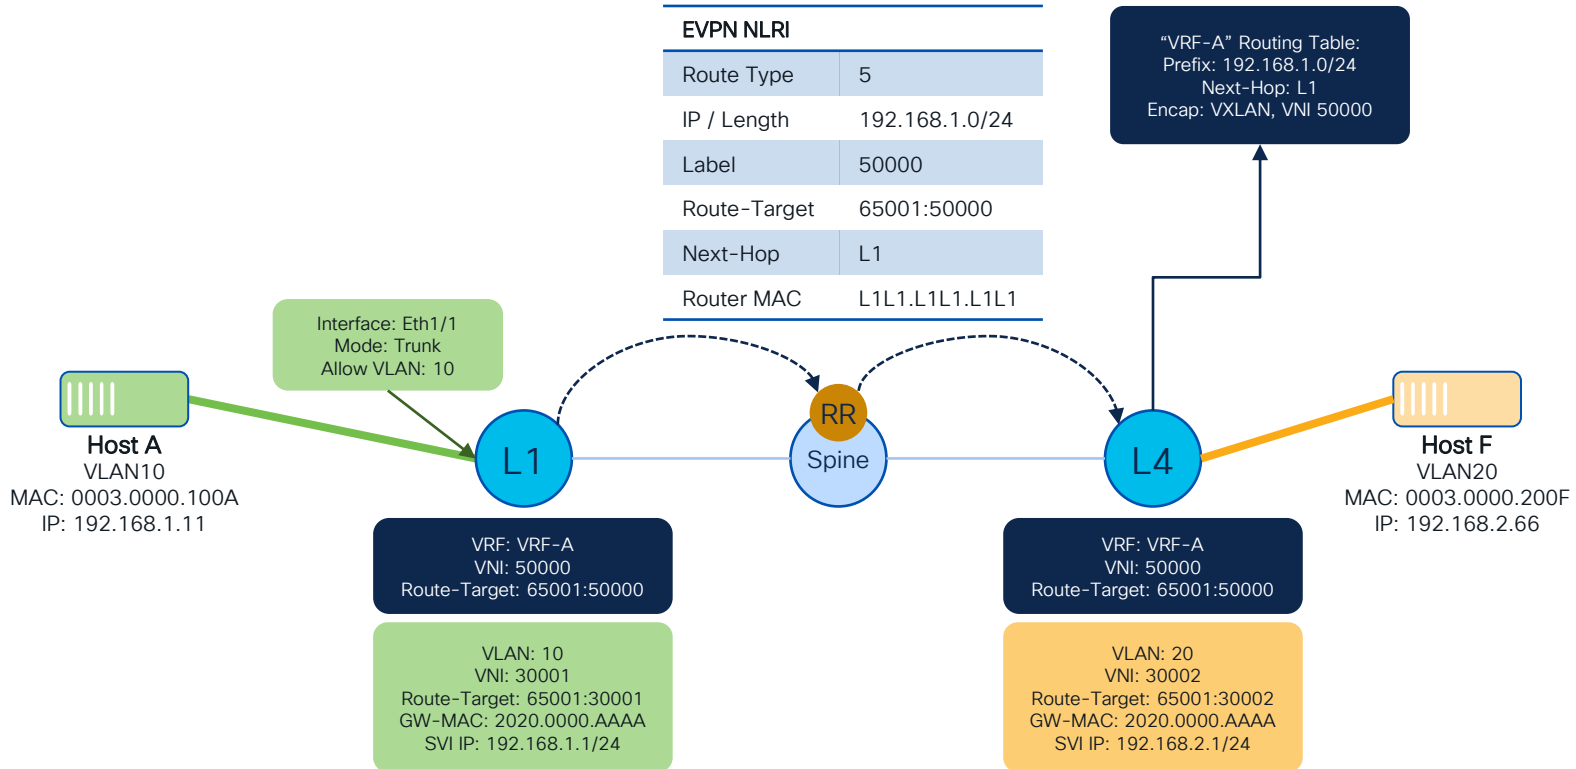 EVPN NLRI
Route Type 5
IP / Length 192.168.1.0/24
Label 50000
Route-Target 65001:50000
Next-Hop L1
Router MAC L1L1.L1L1.L1L1
“VRF-A” Routing Table:
Prefix: 192.168.1.0/24
Next-Hop: L1
Encap: VXLAN, VNI 50000
Interface: Eth1/1
Mode: Trunk
Allow VLAN: 10
Host A
VLAN10
MAC: 0003.0000.100A
IP: 192.168.1.11
L1
RR
Spine
L4
Host F
VLAN20
MAC: 0003.0000.200F
IP: 192.168.2.66
VRF: VRF-A
VNI: 50000
Route-Target: 65001:50000
VLAN: 10
VNI: 30001
Route-Target: 65001:30001
GW-MAC: 2020.0000.AAAA
SVI IP: 192.168.1.1/24
VRF: VRF-A
VNI: 50000
Route-Target: 65001:50000
VLAN: 20
VNI: 30002
Route-Target: 65001:30002
GW-MAC: 2020.0000.AAAA
SVI IP: 192.168.2.1/24